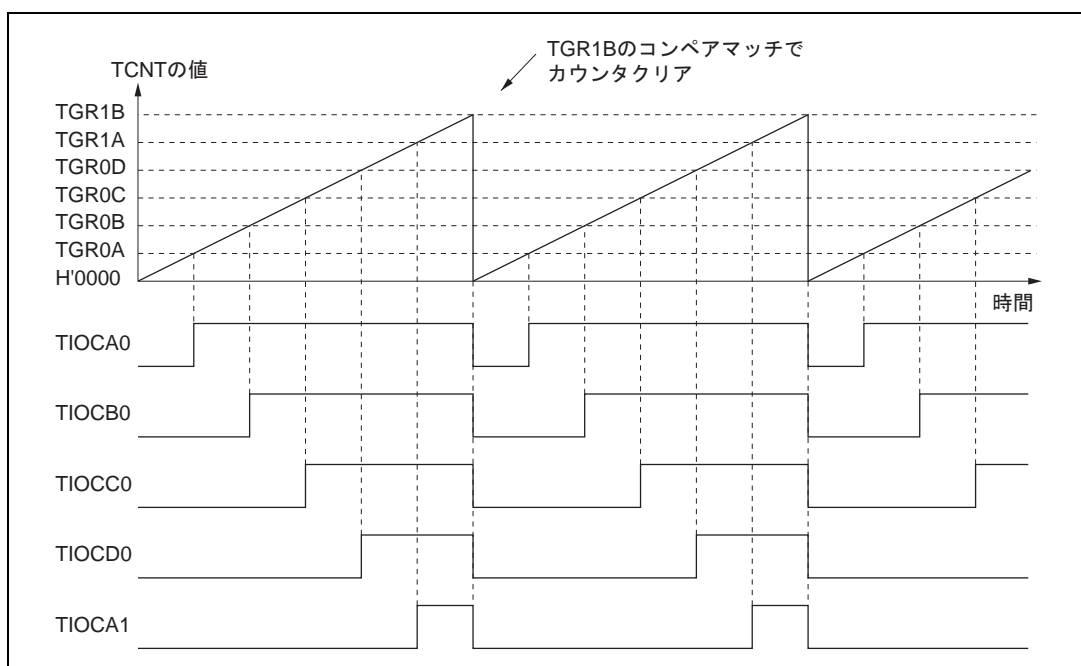 TGR1Bのコンペアマッチで
カウンタクリア
TCNTの値
TGR1B
TGR1A
TGR0D
TGR0C
TGR0B
TGR0A
H'0000
時間
TIOCA0
TIOCB0
TIOCC0
TIOCD0
TIOCA1